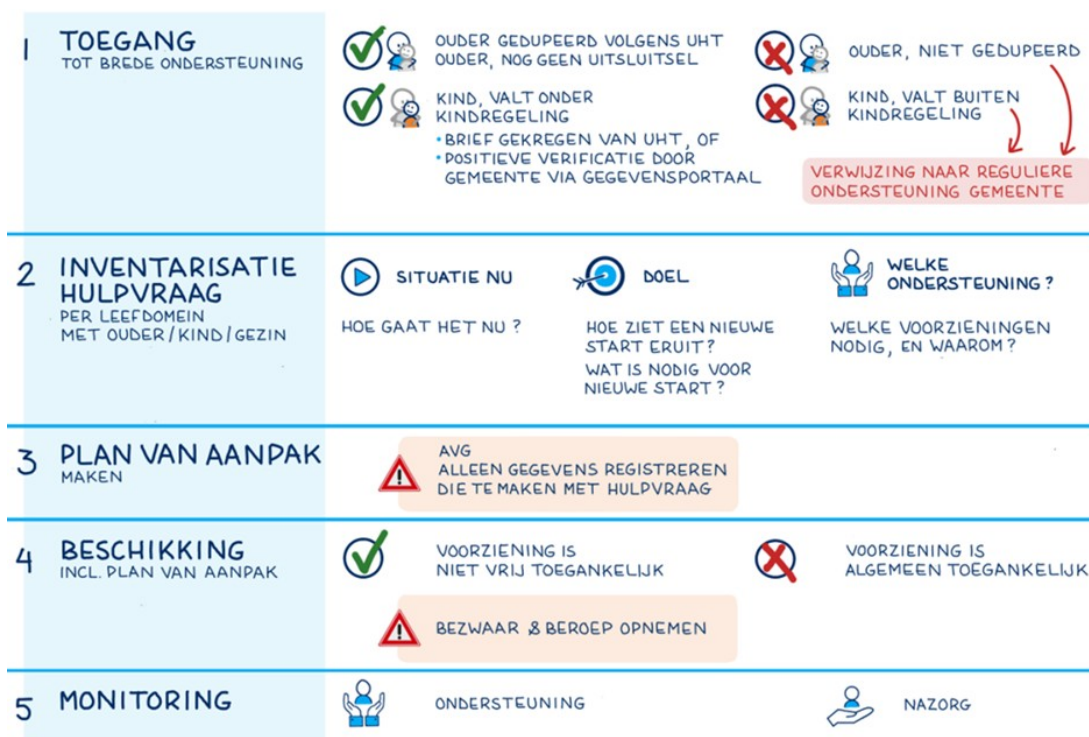 1 TOEGANG
TOT BREDE ONDERSTEUNING
OUDER GEDUPEERD VOLGENS UHT
OUDER, NOG GEEN UITSLUITSEL
KIND, VALT ONDER
KINDREGELING
• BRIEF GEKREGEN VAN UHT, OF
• POSITIEVE VERIFICATIE DOOR
GEMEENTE VIA GEGEVENSPORTAAL
OUDER, NIET GEDUPEERD
KIND, VALT BUITEN
KINDREGELING
VERWIJZING NAAR REGULIERE
ONDERSTEUNING GEMEENTE
2 INVENTARISATIE
HULPVRAAG
PER LEEFDOMEIN
MET OUDER/KIND/GEZIN
SITUATIE NU
HOE GAAT HET NU?
DOEL
HOE ZIET EEN NIEUWE
START ERUIT?
WAT IS NODIG VOOR
NIEUWE START?
WELKE
ONDERSTEUNING?
WELKE VOORZIENINGEN
NODIG, EN WAAROM?
3 PLAN VAN AANPAK
MAKEN
AVG
ALLEEN GEGEVENS REGISTREREN
DIE TE MAKEN MET HULPVRAAG
4 BESCHIKKING
INCL. PLAN VAN AANPAK
VOORZIENING IS
NIET VRIJ TOEGANKELIJK
BEZWAAR & BEROEP OPNEMEN
VOORZIENING IS
ALGEMEEN TOEGANKELIJK
5 MONITORING
ONDERSTEUNING
NAZORG